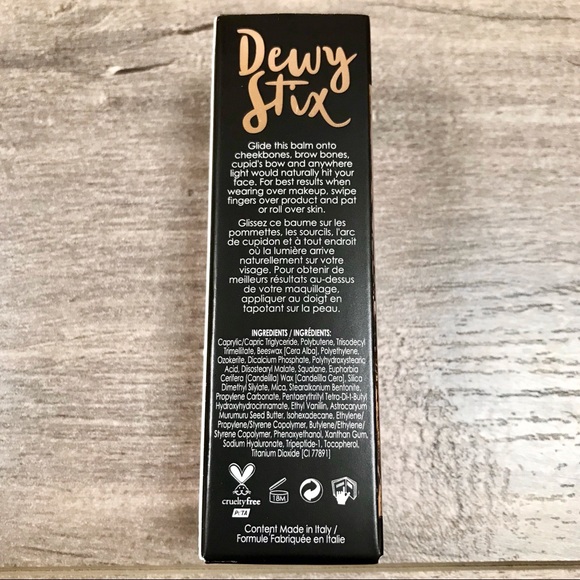 Dewy
Stix
Glide this balm onto
cheekbones, brow bones,
cupid's bow and anywhere
light would naturally hit your
face. For best results when
wearing over makeup, swipe
fingers over product and pat
or roll over skin.
Glissez ce baume sur les
pommettes, les sourcils, l'arc
de cupidon et à tout endroit
où la lumière arrive
naturellement sur votre
visage. Pour obtenir de
meilleurs résultats au-dessus
de votre maquillage,
appliquer au doigt en
tapotant sur la peau.
INGREDIENTS / INGRÉDIENTS:
Caprylic/Capric Triglyceride, Polybutene, Triisodecyl
Trimellitate, Beeswax [Cera Alba], Polyethylene,
Ozokerite, Dicalcium Phosphate, Polyhydroxystearic
Acid, Diisostearyl Malate, Squalane, Euphorbia
Cerifera (Candelilla) Wax [Candelilla Cera], Silica
Dimethyl Silylate, Mica, Stearalkonium Bentonite,
Propylene Carbonate, Pentaerythrityl Tetra-Di-t-Butyl
Hydroxyhydrocinnamate, Ethyl Vanillin, Astrocaryum
Murumuru Seed Butter, Isohexadecane, Ethylene/
Propylene/Styrene Copolymer, Butylene/Ethylene/
Styrene Copolymer, Phenoxyethanol, Xanthan Gum,
Sodium Hyaluronate, Tripeptide-1, Tocopherol,
Titanium Dioxide [CI 77891]
crueltyfree
PETA
18M
Content Made in Italy /
Formule Fabriquée en Italie